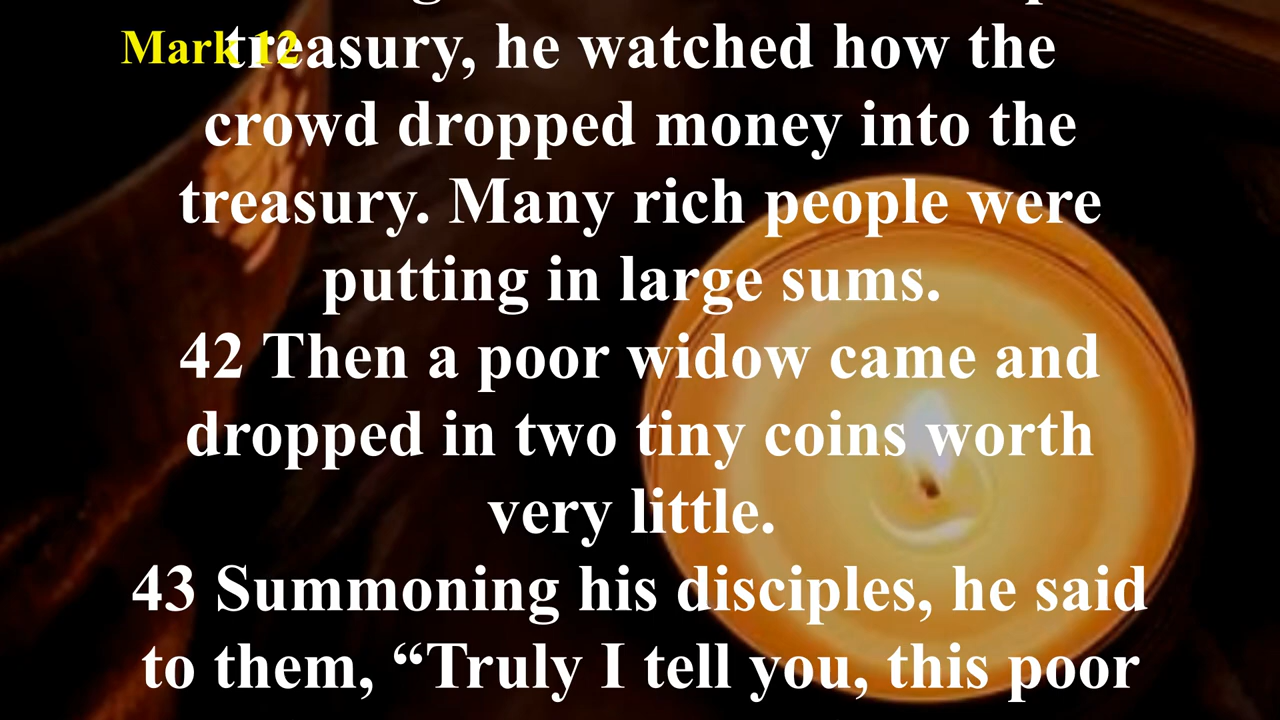 Mark 12
treasury, he watched how the
crowd dropped money into the
treasury. Many rich people were
putting in large sums.
42 Then a poor widow came and
dropped in two tiny coins worth
very little.
43 Summoning his disciples, he said
to them, “Truly I tell you, this poor